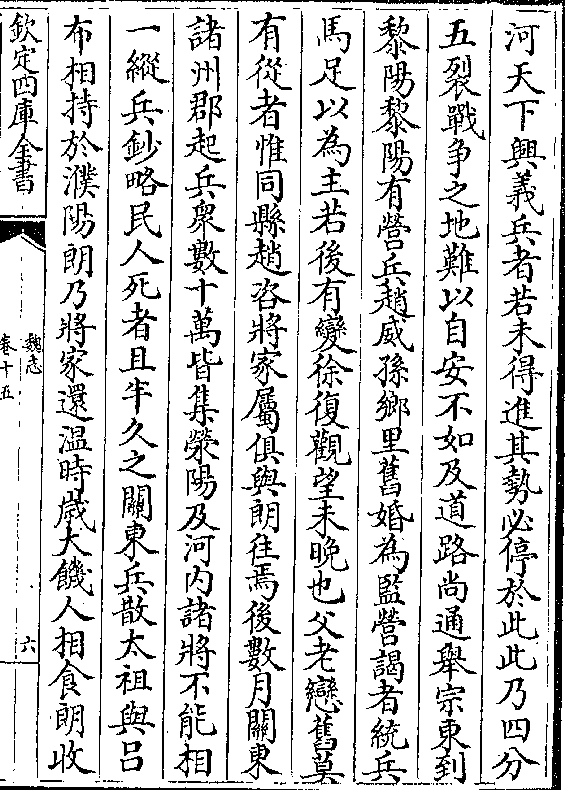 河天下興義兵者若未得進其勢必停於此此乃四分
五裂戰争之地難以自安不如及道路尚通舉宗東到
黎陽黎陽有營兵趙威孫鄉里舊婚為監營謁者統兵
馬足以為主若後有變徐復觀望未晚也父老戀舊莫
有從者惟同縣趙咨將家屬俱與朗往焉後數月關東
諸州郡起兵衆數十萬皆集滎陽及河内諸將不能相
一縱兵鈔略民人死者且半久之關東兵散太祖與吕
布相持於濮陽朗乃將家還温時歳大饑人相食朗收
欽定四庫全書
魏志
卷十五
六